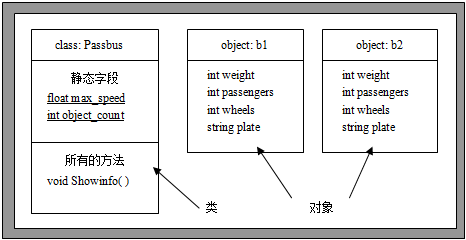 class: Passbus
静态字段
float max_speed
int object_count
所有的方法
void Showinfo( )
object: b1
int weight
int passengers
int wheels
string plate
object: b2
int weight
int passengers
int wheels
string plate
类
对象